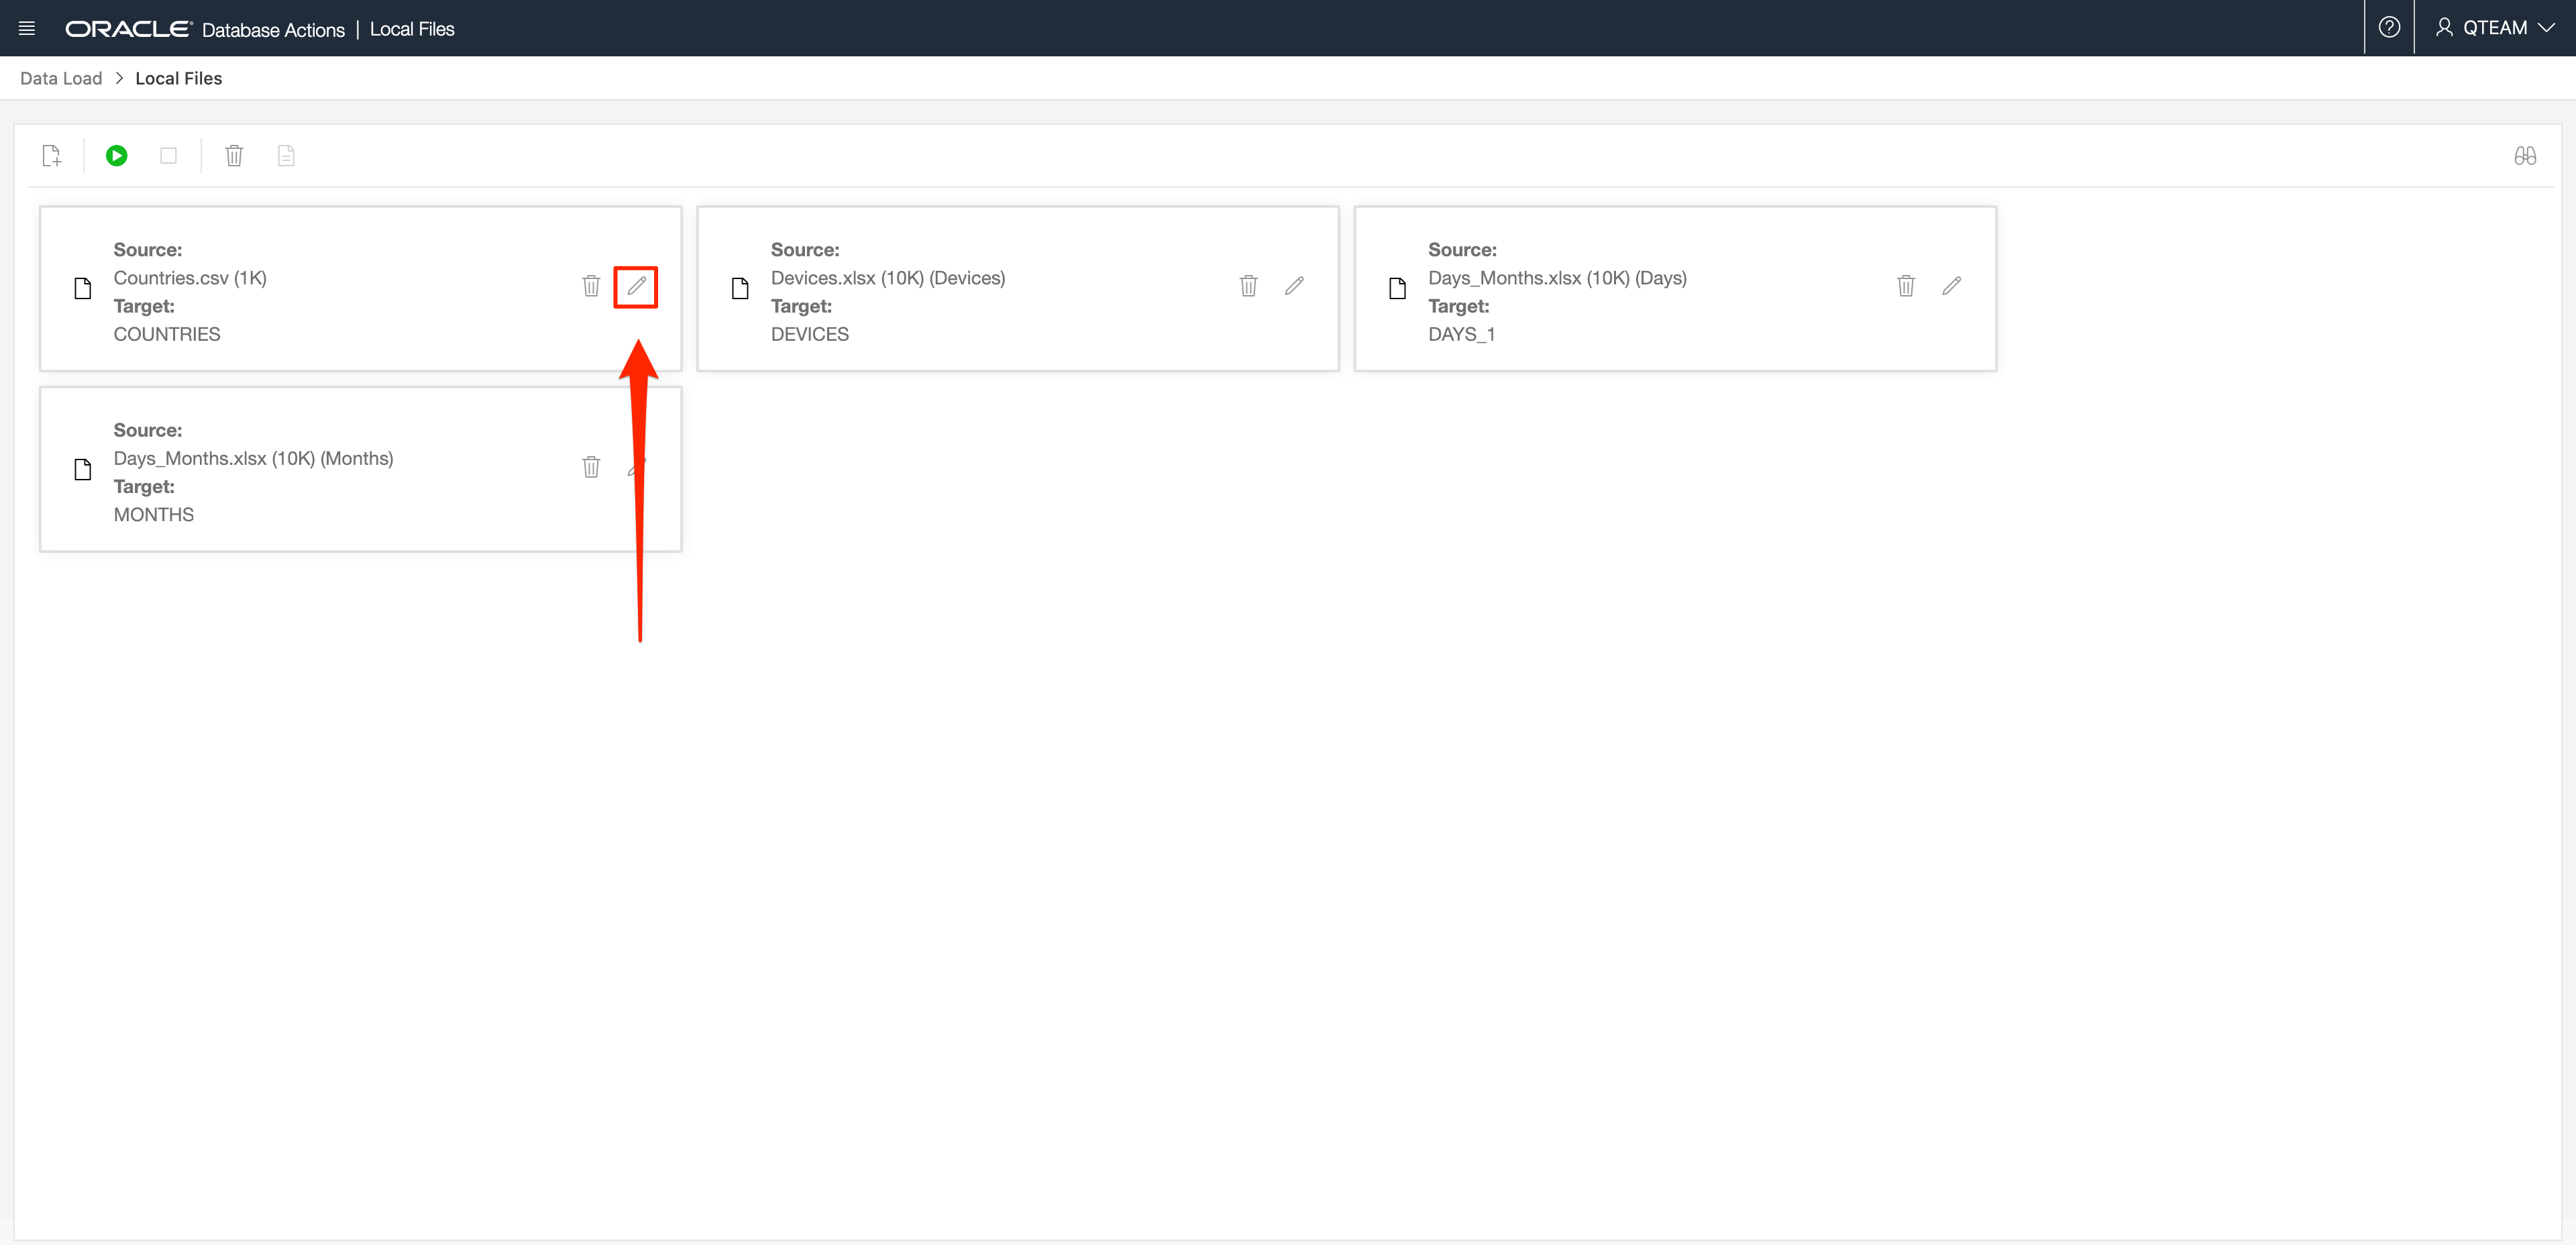 ORACLE Database Actions | Local Files
QTEAM
Data Load > Local Files
Source:
Countries.csv (1K)
Target:
COUNTRIES
Source:
Devices.xlsx (10K) (Devices)
Target:
DEVICES
Source:
Days_Months.xlsx (10K) (Days)
Target:
DAYS_1
Source:
Days_Months.xlsx (10K) (Months)
Target:
MONTHS